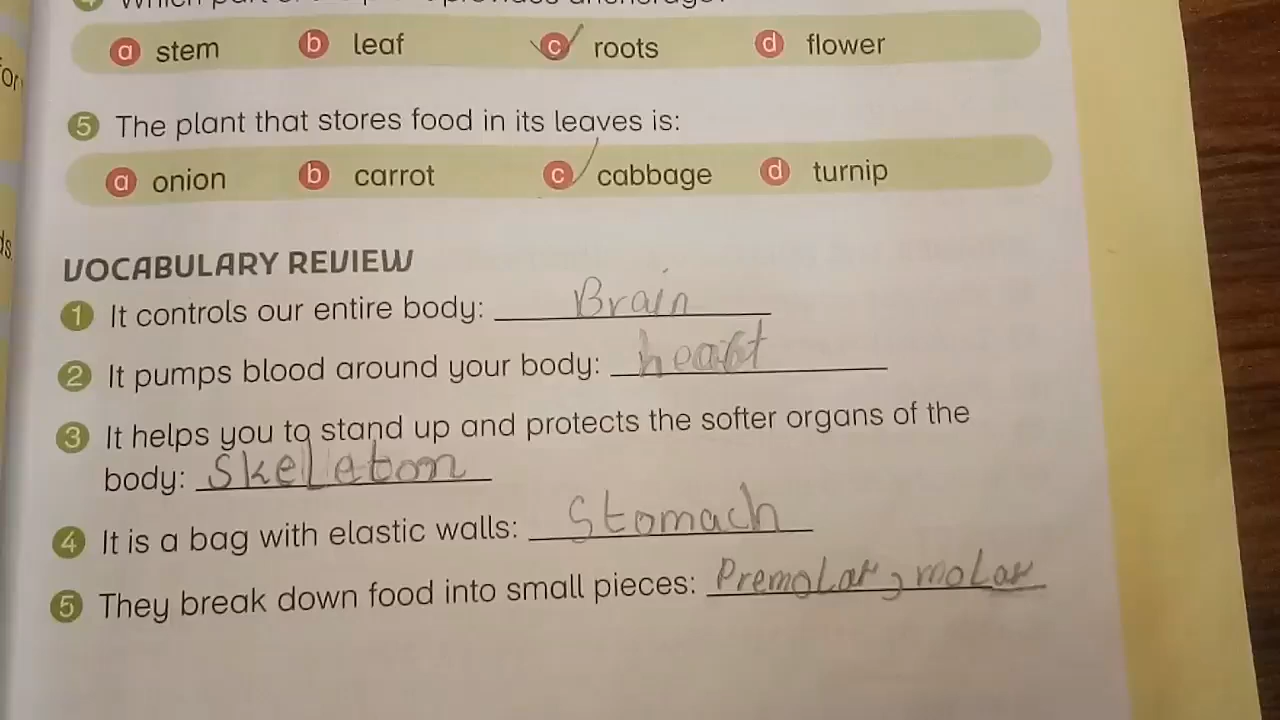 a stem b leaf c roots d flower
5 The plant that stores food in its leaves is:
a onion b carrot c cabbage d turnip
VOCABULARY REVIEW
1 It controls our entire body: Brain
2 It pumps blood around your body: heart
3 It helps you to stand up and protects the softer organs of the
body: Skeleton
4 It is a bag with elastic walls: Stomach
5 They break down food into small pieces: Premolar, molar